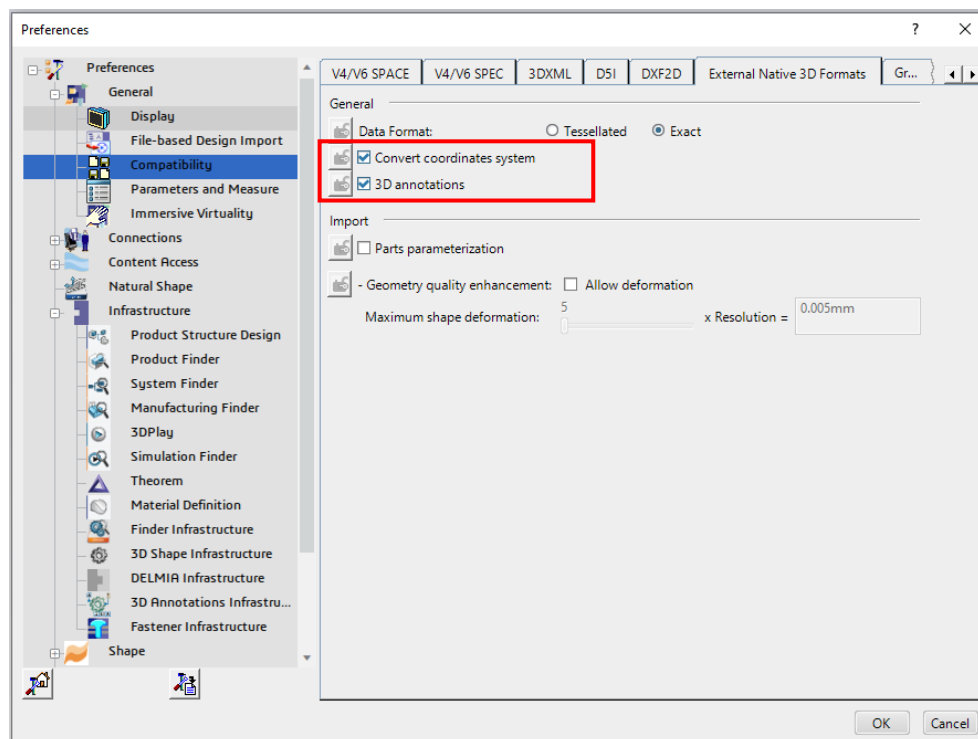 Preferences
?
Preferences
General
Display
File-based Design Import
Compatibility
Parameters and Measure
Immersive Virtuality
Connections
Content Access
Natural Shape
Infrastructure
Product Structure Design
Product Finder
System Finder
Manufacturing Finder
3DPlay
Simulation Finder
Theorem
Material Definition
Finder Infrastructure
3D Shape Infrastructure
DELMIA Infrastructure
3D Annotations Infrastru...
Fastener Infrastructure
Shape
V4/V6 SPACE V4/V6 SPEC 3DXML D5I DXF2D External Native 3D Formats Gr...
General
Data Format: Tessellated Exact
Convert coordinates system
3D annotations
Import
Parts parameterization
- Geometry quality enhancement: Allow deformation
Maximum shape deformation: 5 x Resolution = 0.005mm
OK Cancel